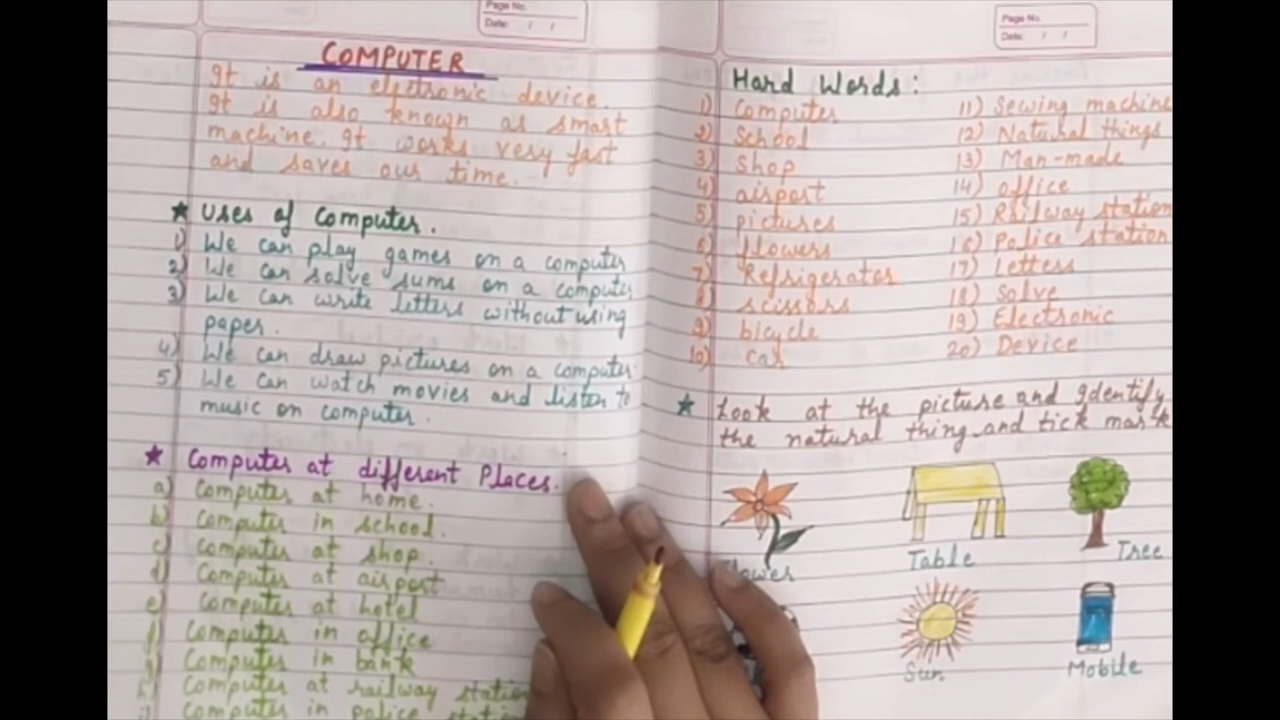 Page No.
Date: / /
COMPUTER
It is an electronic device.
It is also known as smart
machine. It works very fast
and saves our time.
★ Uses of Computer.
1) We can play games on a computer
2) We can solve sums on a computer
3) We can write letters without using
paper.
4) We can draw pictures on a computer.
5) We can watch movies and listen to
music on computer.
★ Computer at different Places.
a) Computer at home.
b) Computer in school.
c) Computer at shop.
d) Computer at airport
e) Computer at hotel
f) Computer in office
g) Computer in bank
h) Computer at railway station
i) Computer in police station
Page No.
Date: / /
Hard Words:
1) Computer
2) School
3) Shop
4) airport
5) pictures
6) flowers
7) Refrigerator
8) scissors
9) bicycle
10) car
11) Sewing machine
12) Natural things
13) Man-made
14) office
15) Railway station
16) Police station
17) Letters
18) Solve
19) Electronic
20) Device
★ Look at the picture and Identify
the natural thing and tick mark
Flower Table Tree
Sun Mobile